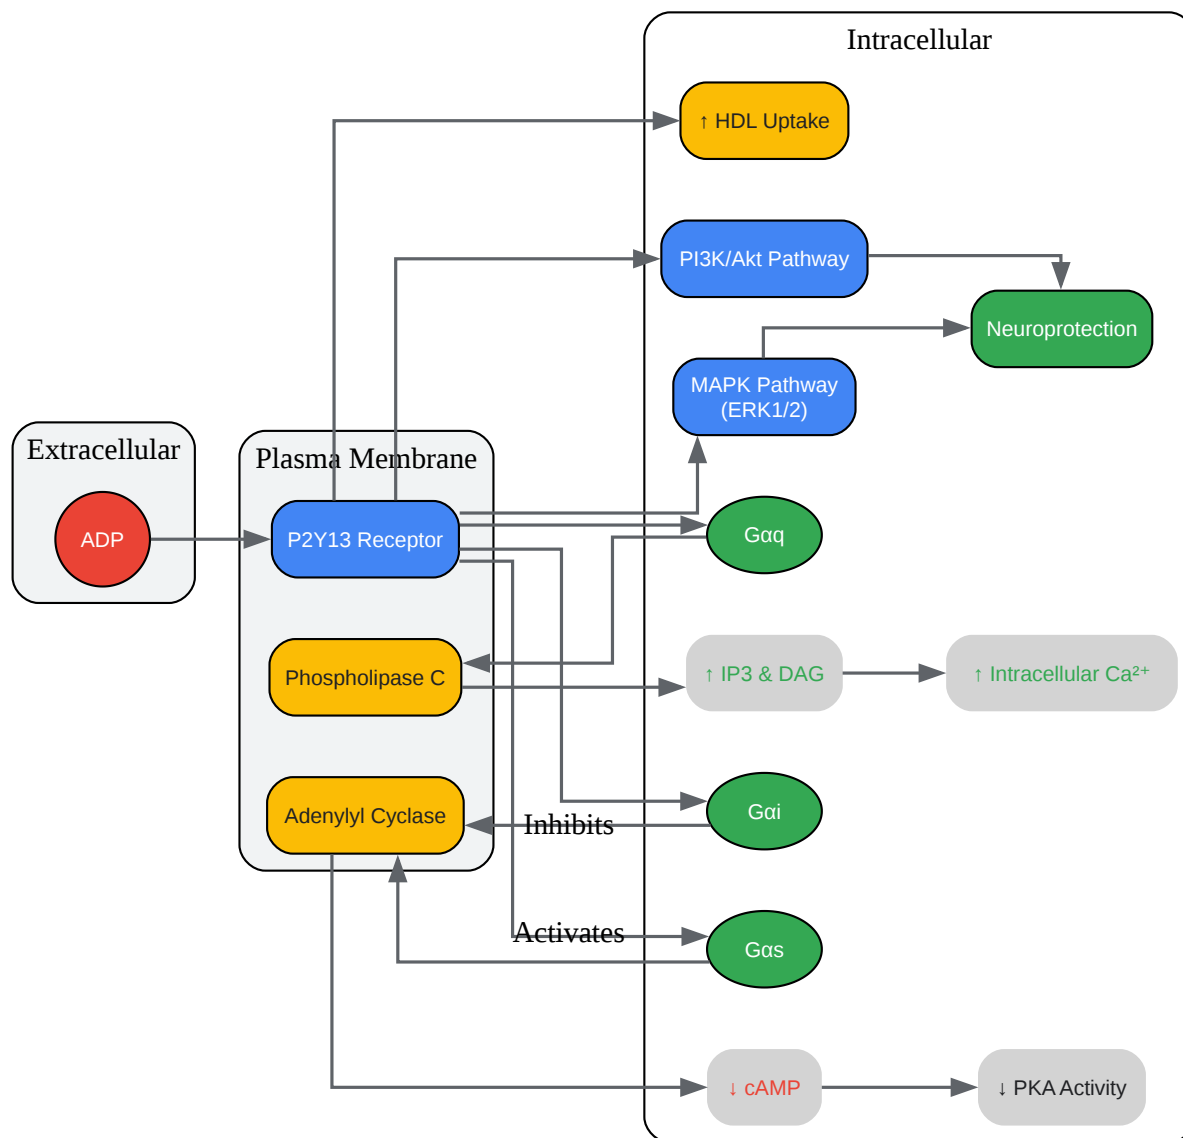 Intracellular
↑ HDL Uptake
PI3K/Akt Pathway
Neuroprotection
MAPK Pathway
(ERK1/2)
Extracellular
Plasma Membrane
ADP
P2Y13 Receptor
Gαq
Phospholipase C
↑ IP3 & DAG
↑ Intracellular Ca²⁺
Adenylyl Cyclase
Inhibits
Gαi
Activates
Gαs
↓ cAMP
↓ PKA Activity